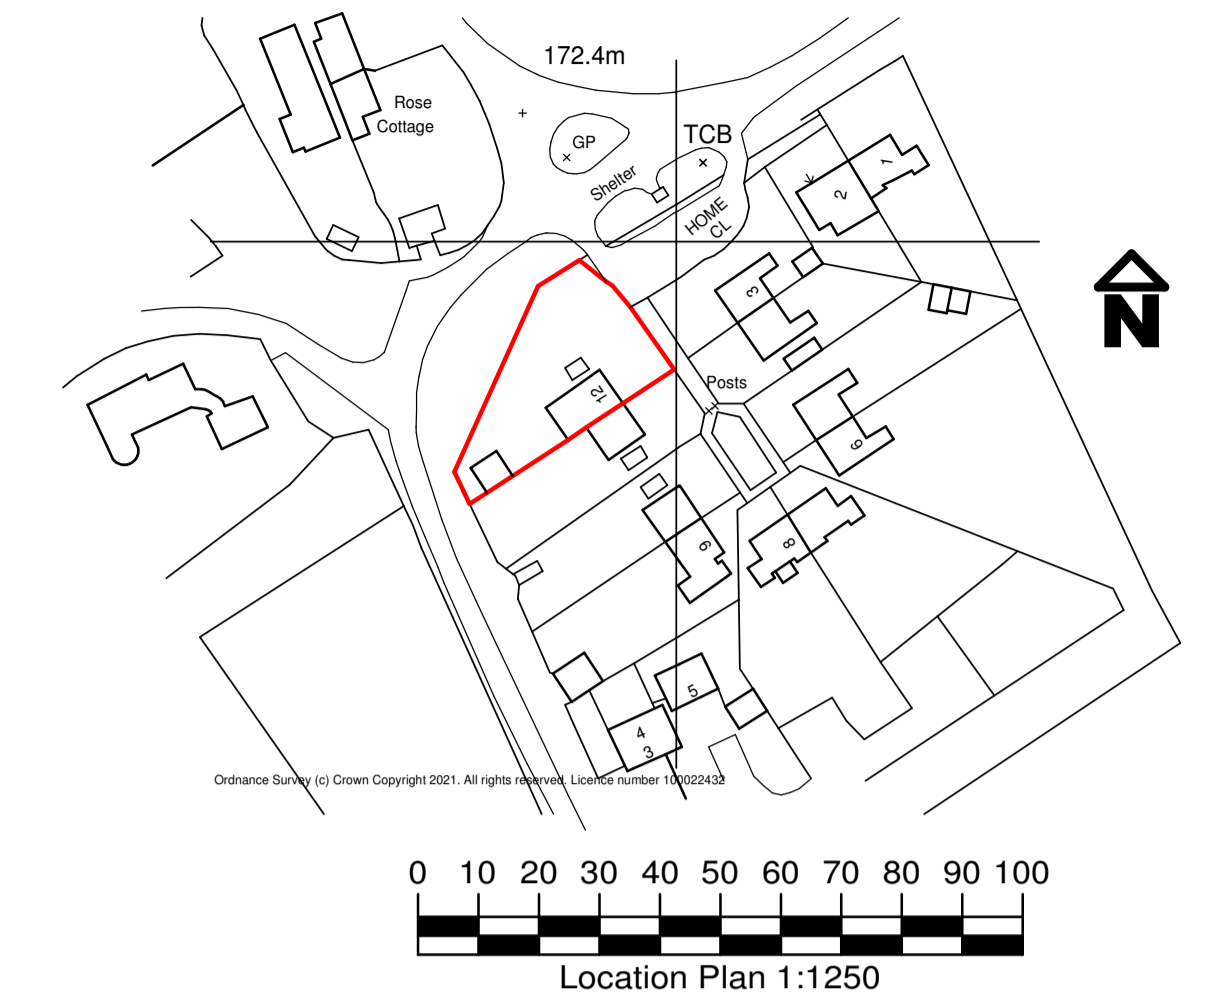 172.4m
Rose
Cottage
GP
TCB
Shelter
HOME
CL
1
2
3
12
Posts
6
9
8
5
4
3
N
Ordnance Survey (c) Crown Copyright 2021. All rights reserved. Licence number 100022432
0 10 20 30 40 50 60 70 80 90 100
Location Plan 1:1250